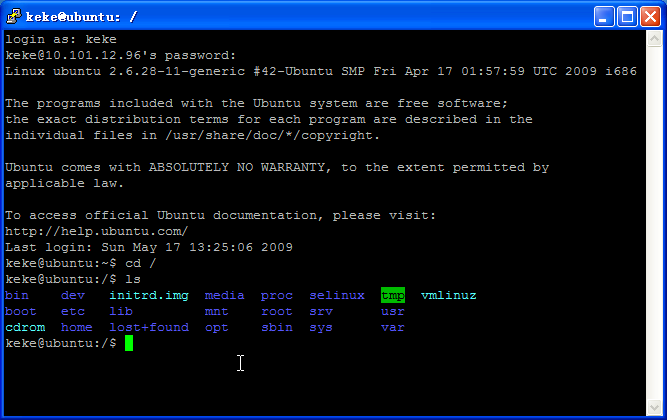 keke@ubuntu: /
login as: keke
keke@10.101.12.96's password:
Linux ubuntu 2.6.28-11-generic #42-Ubuntu SMP Fri Apr 17 01:57:59 UTC 2009 i686
The programs included with the Ubuntu system are free software;
the exact distribution terms for each program are described in the
individual files in /usr/share/doc/*/copyright.
Ubuntu comes with ABSOLUTELY NO WARRANTY, to the extent permitted by
applicable law.
To access official Ubuntu documentation, please visit:
http://help.ubuntu.com/
Last login: Sun May 17 13:25:06 2009
keke@ubuntu:~$ cd /
keke@ubuntu:/$ ls
bin dev initrd.img media proc selinux tmp vmlinuz
boot etc lib mnt root srv usr
cdrom home lost+found opt sbin sys var
keke@ubuntu:/$